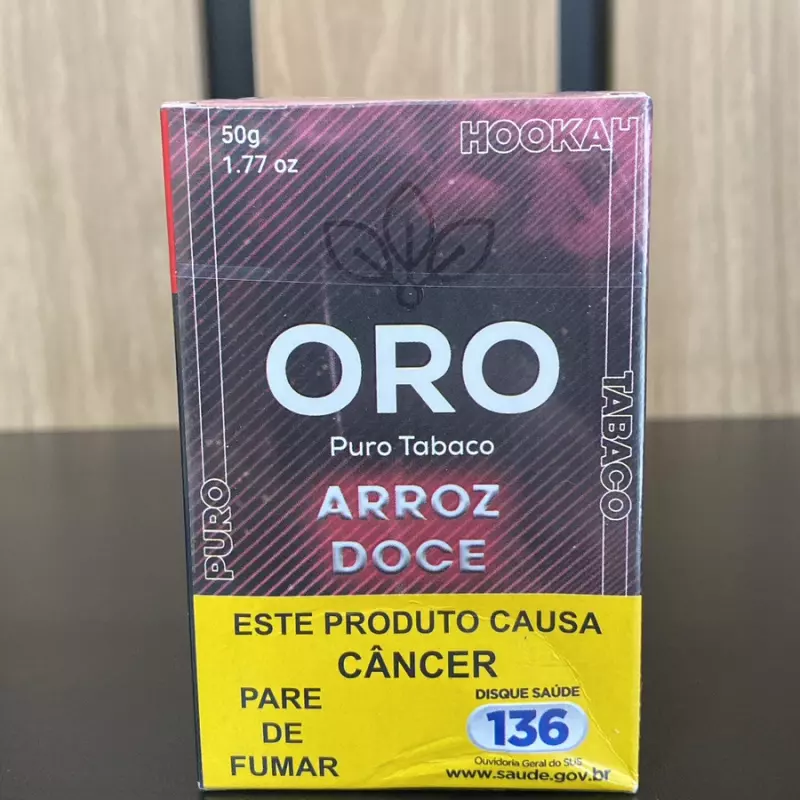 50g
1.77 oz
HOOKAH
ORO
Puro Tabaco
TABACO
PURO
ARROZ
DOCE
ESTE PRODUTO CAUSA
CÂNCER
PARE
DE
FUMAR
DISQUE SAÚDE
136
Ouvidoria Geral do SUS
www.saude.gov.br